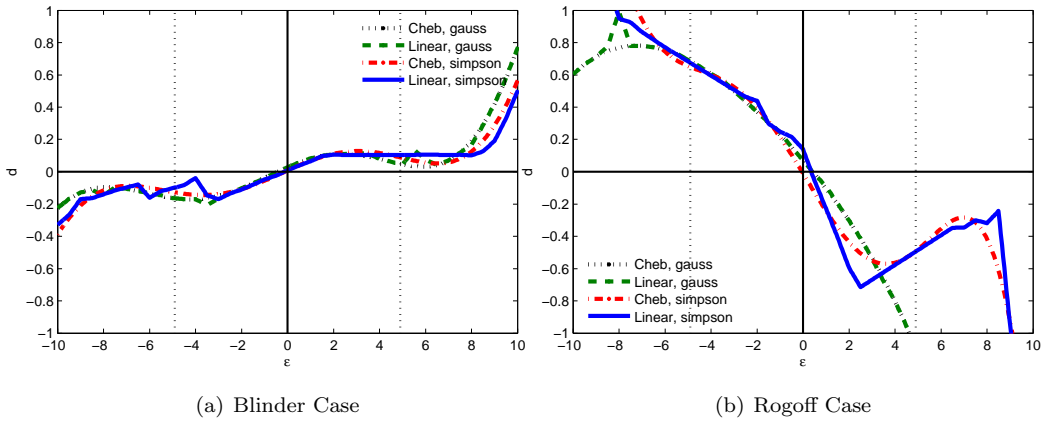 1
0.8
0.6
0.4
0.2
0
−0.2
−0.4
−0.6
−0.8
−1
d
−10 −8 −6 −4 −2 0 2 4 6 8 10
ε
Cheb, gauss
Linear, gauss
Cheb, simpson
Linear, simpson
(a) Blinder Case
1
0.8
0.6
0.4
0.2
0
−0.2
−0.4
−0.6
−0.8
−1
d
−10 −8 −6 −4 −2 0 2 4 6 8 10
ε
Cheb, gauss
Linear, gauss
Cheb, simpson
Linear, simpson
(b) Rogoff Case